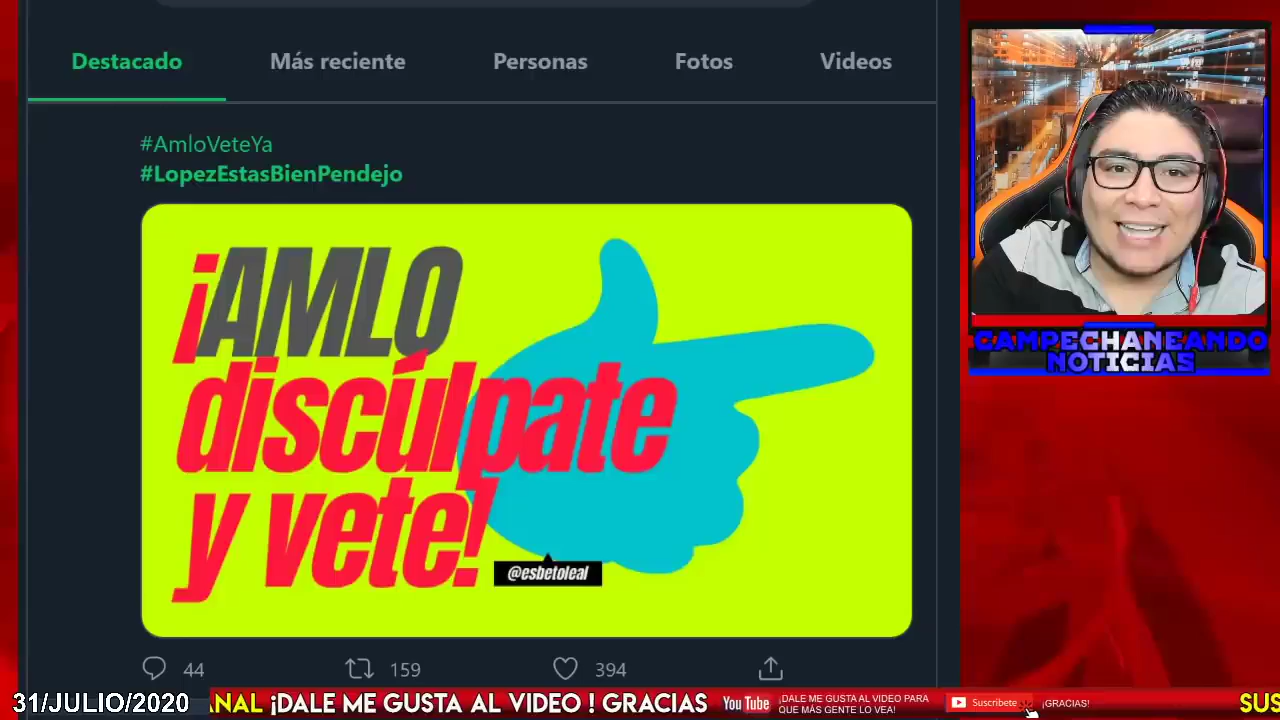 Destacado Más reciente Personas Fotos Videos
#AmloVeteYa
#LopezEstasBienPendejo
¡AMLO
discúlpate
y vete!
@esbetoleal
44 159 394
CAMPECHANEANDO
NOTICIAS
31/JULIO/2020
NAL ¡DALE ME GUSTA AL VIDEO ! GRACIAS
YouTube
¡DALE ME GUSTA AL VÍDEO PARA
QUE MÁS GENTE LO VEA!
Suscríbete
¡GRACIAS!
SUS